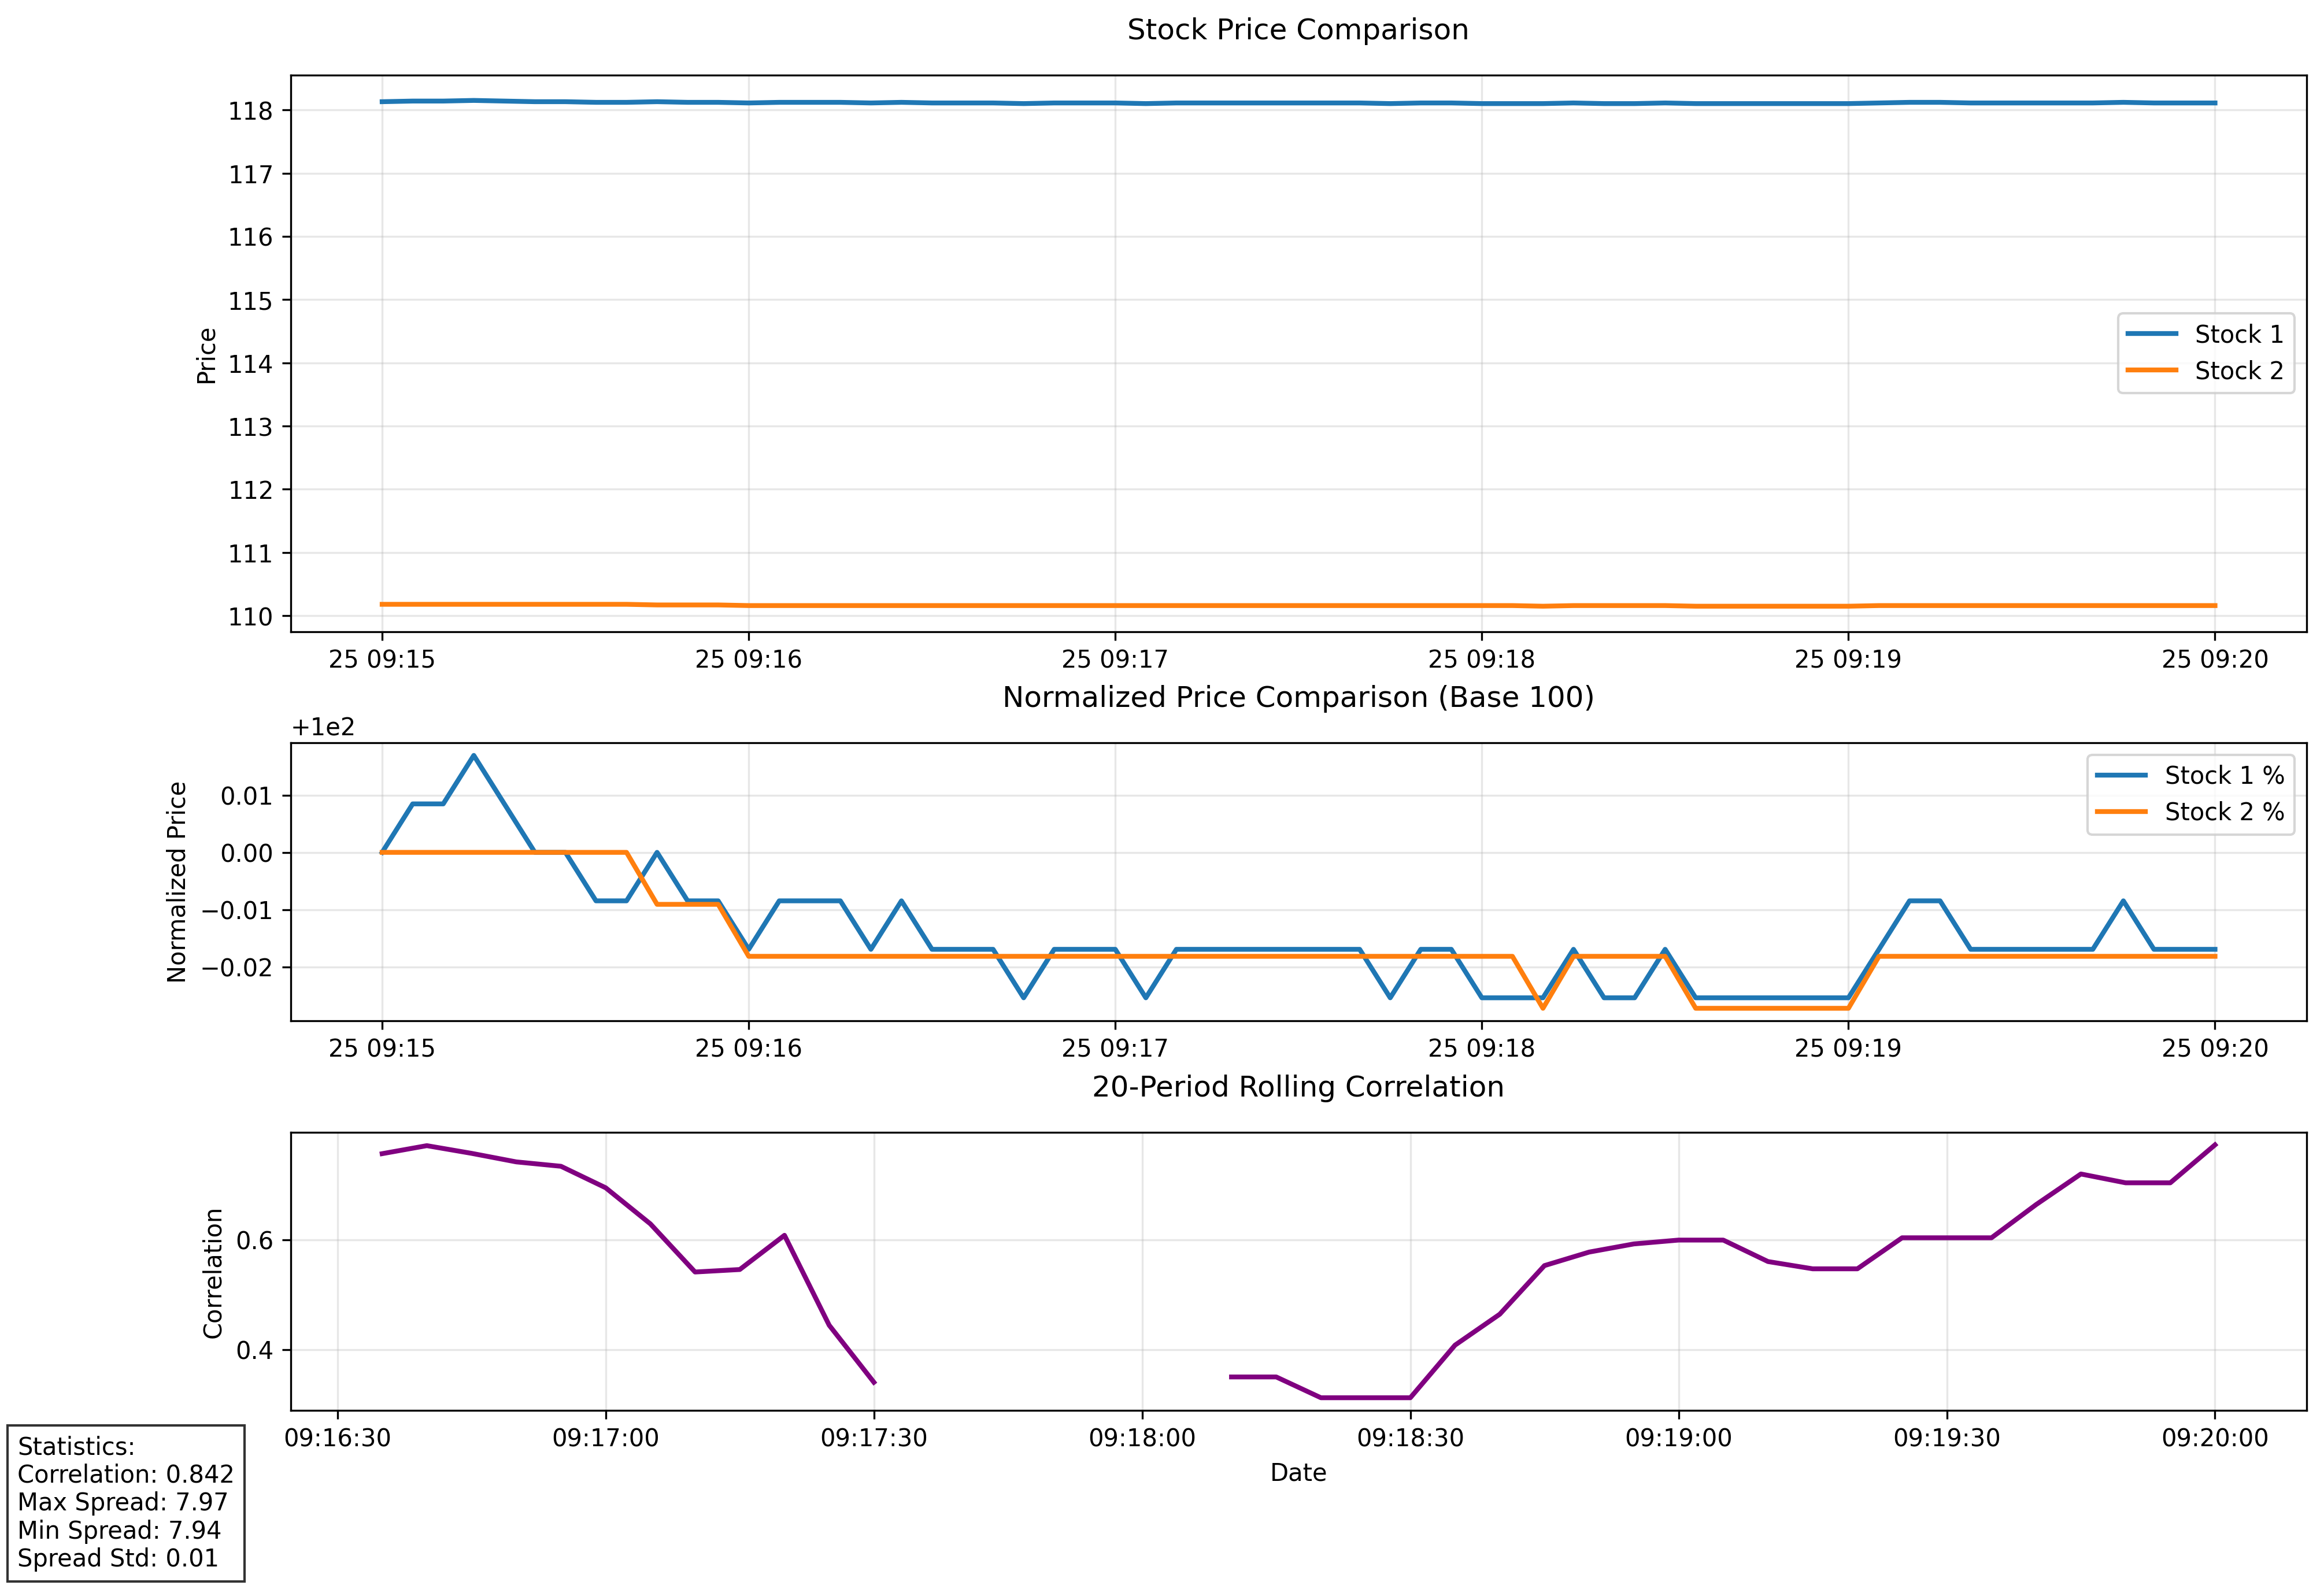 Stock Price Comparison
118
117
116
115
114
113
112
111
110
Price
Stock 1
Stock 2
25 09:15 25 09:16 25 09:17 25 09:18 25 09:19 25 09:20
Normalized Price Comparison (Base 100)
+1e2
0.01
0.00
−0.01
−0.02
Normalized Price
Stock 1 %
Stock 2 %
25 09:15 25 09:16 25 09:17 25 09:18 25 09:19 25 09:20
20-Period Rolling Correlation
0.6
0.4
Correlation
09:16:30 09:17:00 09:17:30 09:18:00 09:18:30 09:19:00 09:19:30 09:20:00
Date
Statistics:
Correlation: 0.842
Max Spread: 7.97
Min Spread: 7.94
Spread Std: 0.01